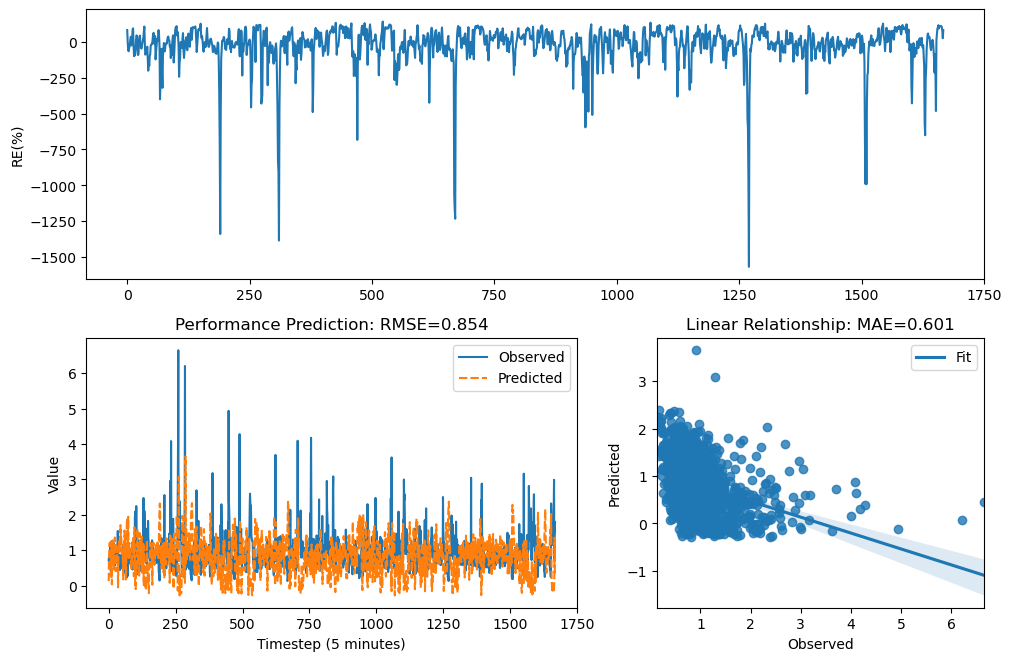 RE(%)
0
−250
−500
−750
−1000
−1250
−1500
0 250 500 750 1000 1250 1500 1750
Performance Prediction: RMSE=0.854
Value
6
5
4
3
2
1
0
Observed
Predicted
0 250 500 750 1000 1250 1500 1750
Timestep (5 minutes)
Linear Relationship: MAE=0.601
Predicted
3
2
1
0
−1
Fit
1 2 3 4 5 6
Observed